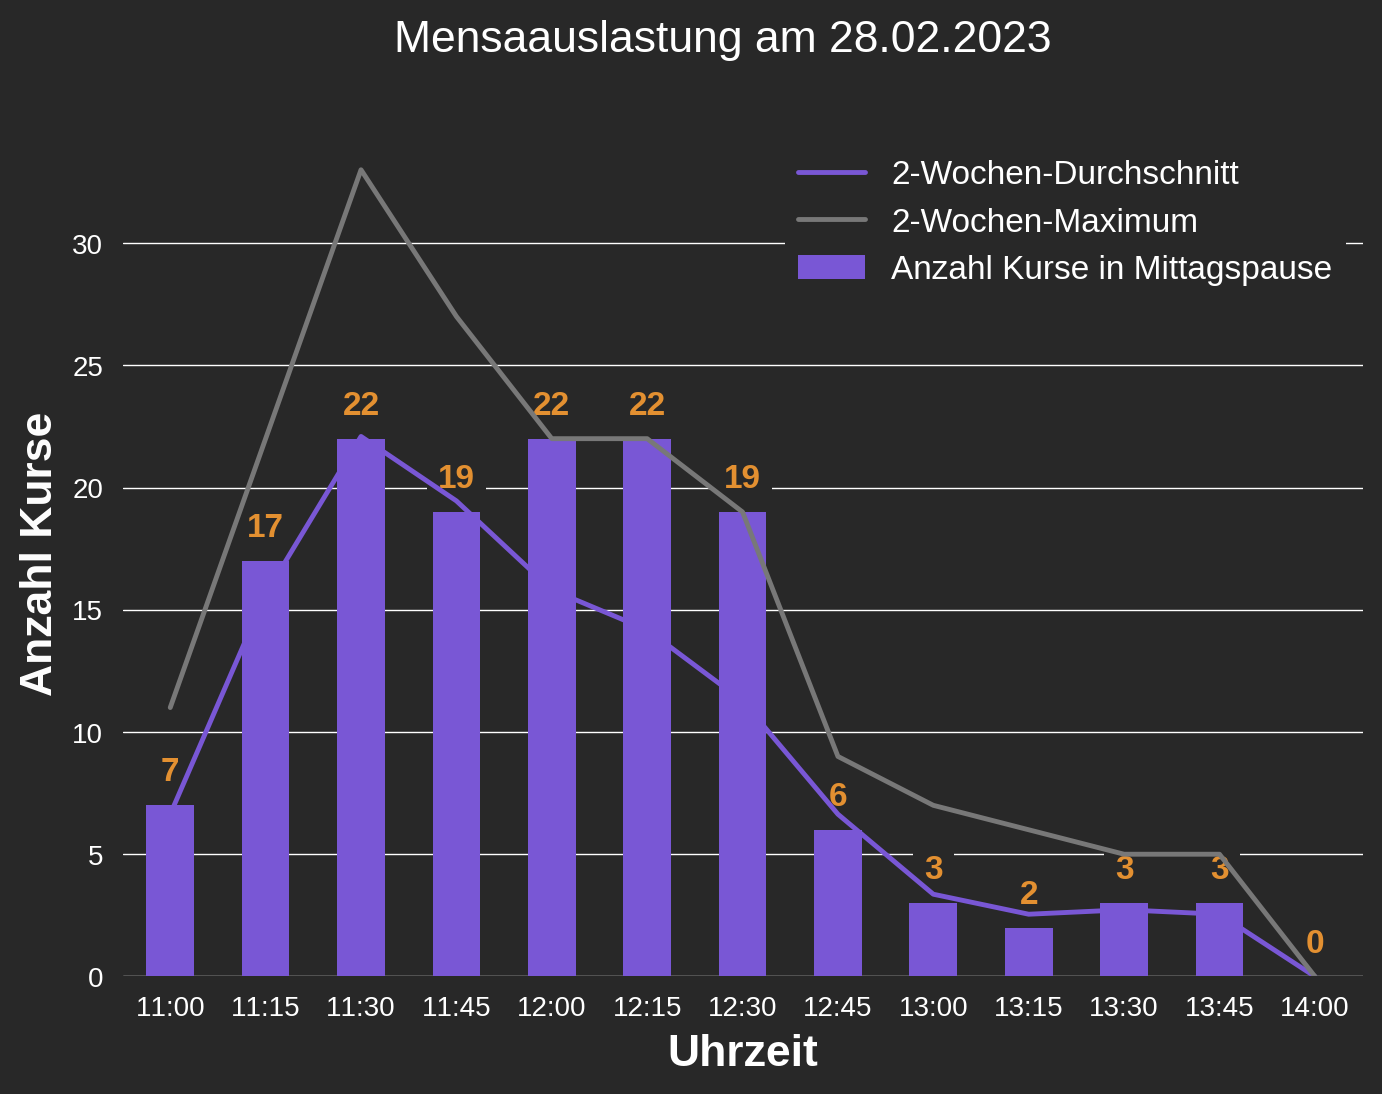 Mensaauslastung am 28.02.2023
2-Wochen-Durchschnitt
2-Wochen-Maximum
Anzahl Kurse in Mittagspause
Anzahl Kurse
30
25
20
15
10
5
0
7
17
22
19
22
22
19
6
3
2
3
3
0
11:00 11:15 11:30 11:45 12:00 12:15 12:30 12:45 13:00 13:15 13:30 13:45 14:00
Uhrzeit